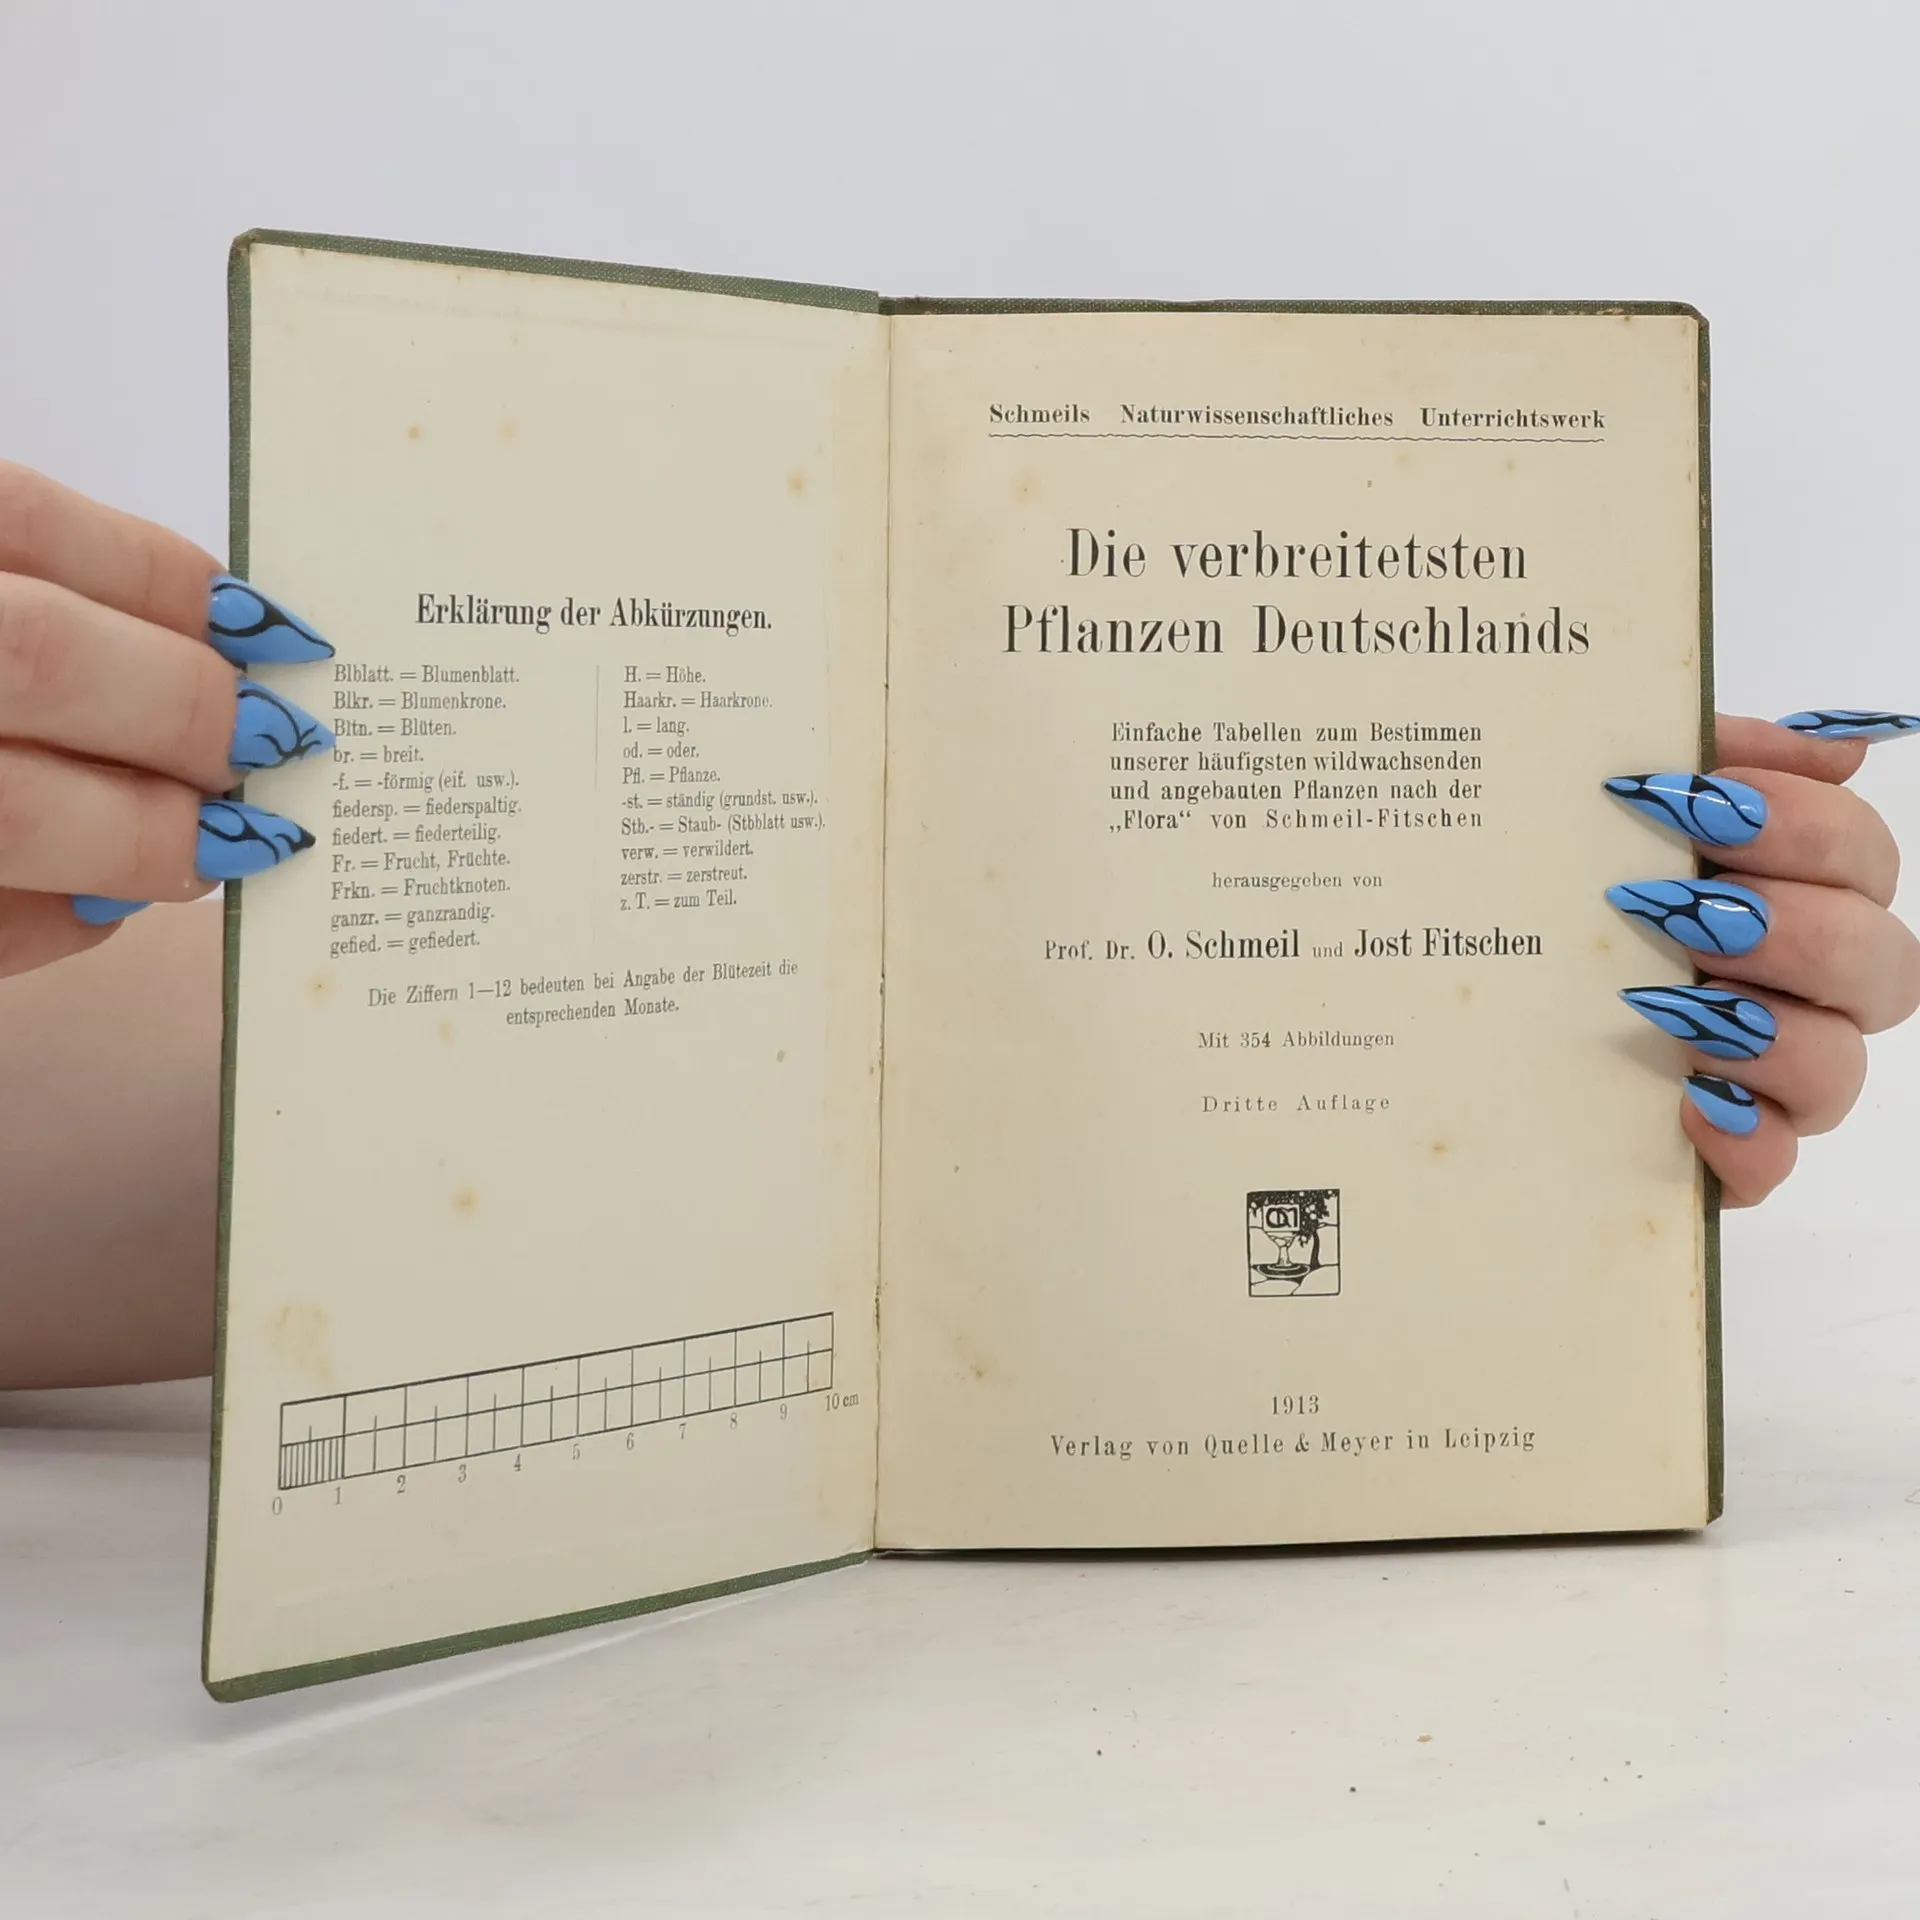 Erklärung der Abkürzungen.
Blblatt. = Blumenblatt.
Blkr. = Blumenkrone.
Bltn. = Blüten.
br. = breit.
-f. = -förmig (eif. usw.).
fiedersp. = fiederspaltig.
fiedert. = fiederteilig.
Fr. = Frucht, Früchte.
Frkn. = Fruchtknoten.
ganzr. = ganzrandig.
gefied. = gefiedert.
H. = Höhe.
Haarkr. = Haarkrone.
l. = lang.
od. = oder.
Pfl. = Pflanze.
-st. = ständig (grundst. usw.).
Stb.- = Staub- (Stbblatt usw.).
verw. = verwildert.
zerstr. = zerstreut.
z. T. = zum Teil.
Die Ziffern 1—12 bedeuten bei Angabe der Blütezeit die
entsprechenden Monate.
0 1 2 3 4 5 6 7 8 9 10 cm
Schmeils Naturwissenschaftliches Unterrichtswerk
Die verbreitetsten
Pflanzen Deutschlands
Einfache Tabellen zum Bestimmen
unserer häufigsten wildwachsenden
und angebauten Pflanzen nach der
„Flora“ von Schmeil-Fitschen
herausgegeben von
Prof. Dr. O. Schmeil und Jost Fitschen
Mit 354 Abbildungen
Dritte Auflage
QM
1913
Verlag von Quelle & Meyer in Leipzig